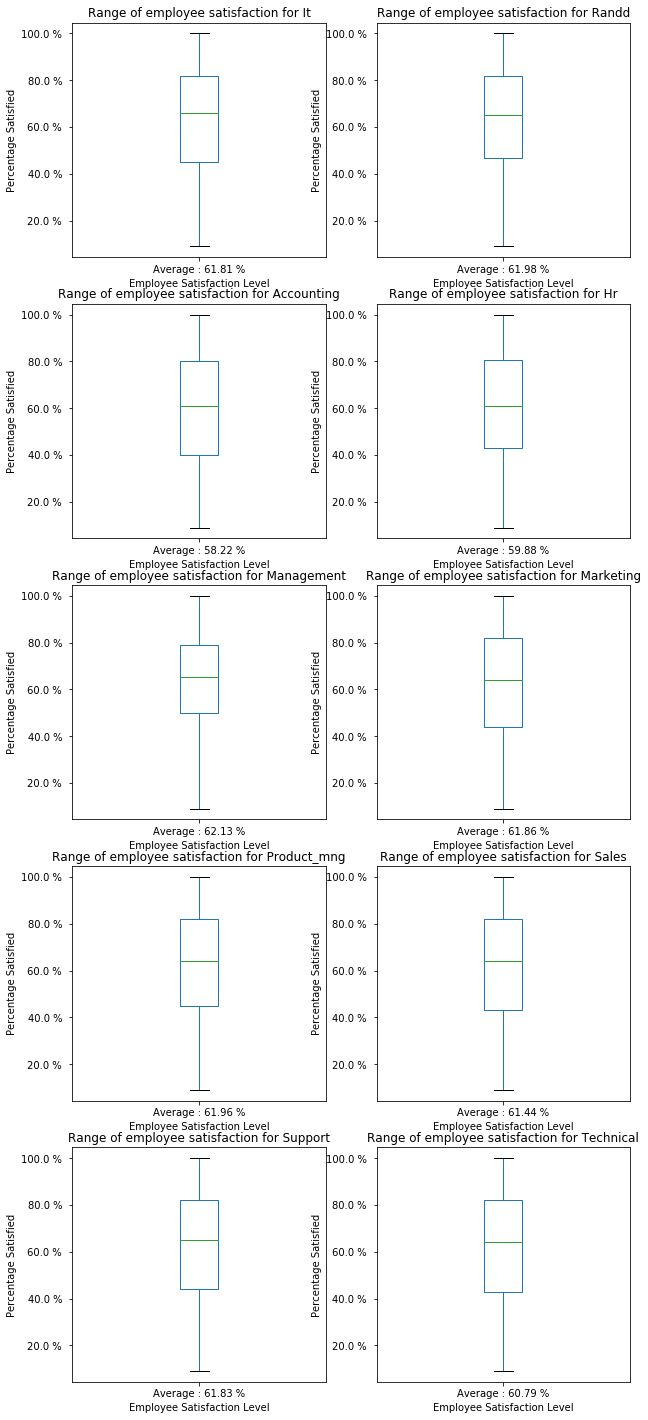 Range of employee satisfaction for It
100.0 %
80.0 %
60.0 %
40.0 %
20.0 %
Percentage Satisfied
Average : 61.81 %
Employee Satisfaction Level
Range of employee satisfaction for Randd
100.0 %
80.0 %
60.0 %
40.0 %
20.0 %
Percentage Satisfied
Average : 61.98 %
Employee Satisfaction Level
Range of employee satisfaction for Accounting
100.0 %
80.0 %
60.0 %
40.0 %
20.0 %
Percentage Satisfied
Average : 58.22 %
Employee Satisfaction Level
Range of employee satisfaction for Hr
100.0 %
80.0 %
60.0 %
40.0 %
20.0 %
Percentage Satisfied
Average : 59.88 %
Employee Satisfaction Level
Range of employee satisfaction for Management
100.0 %
80.0 %
60.0 %
40.0 %
20.0 %
Percentage Satisfied
Average : 62.13 %
Employee Satisfaction Level
Range of employee satisfaction for Marketing
100.0 %
80.0 %
60.0 %
40.0 %
20.0 %
Percentage Satisfied
Average : 61.86 %
Employee Satisfaction Level
Range of employee satisfaction for Product_mng
100.0 %
80.0 %
60.0 %
40.0 %
20.0 %
Percentage Satisfied
Average : 61.96 %
Employee Satisfaction Level
Range of employee satisfaction for Sales
100.0 %
80.0 %
60.0 %
40.0 %
20.0 %
Percentage Satisfied
Average : 61.44 %
Employee Satisfaction Level
Range of employee satisfaction for Support
100.0 %
80.0 %
60.0 %
40.0 %
20.0 %
Percentage Satisfied
Average : 61.83 %
Employee Satisfaction Level
Range of employee satisfaction for Technical
100.0 %
80.0 %
60.0 %
40.0 %
20.0 %
Percentage Satisfied
Average : 60.79 %
Employee Satisfaction Level